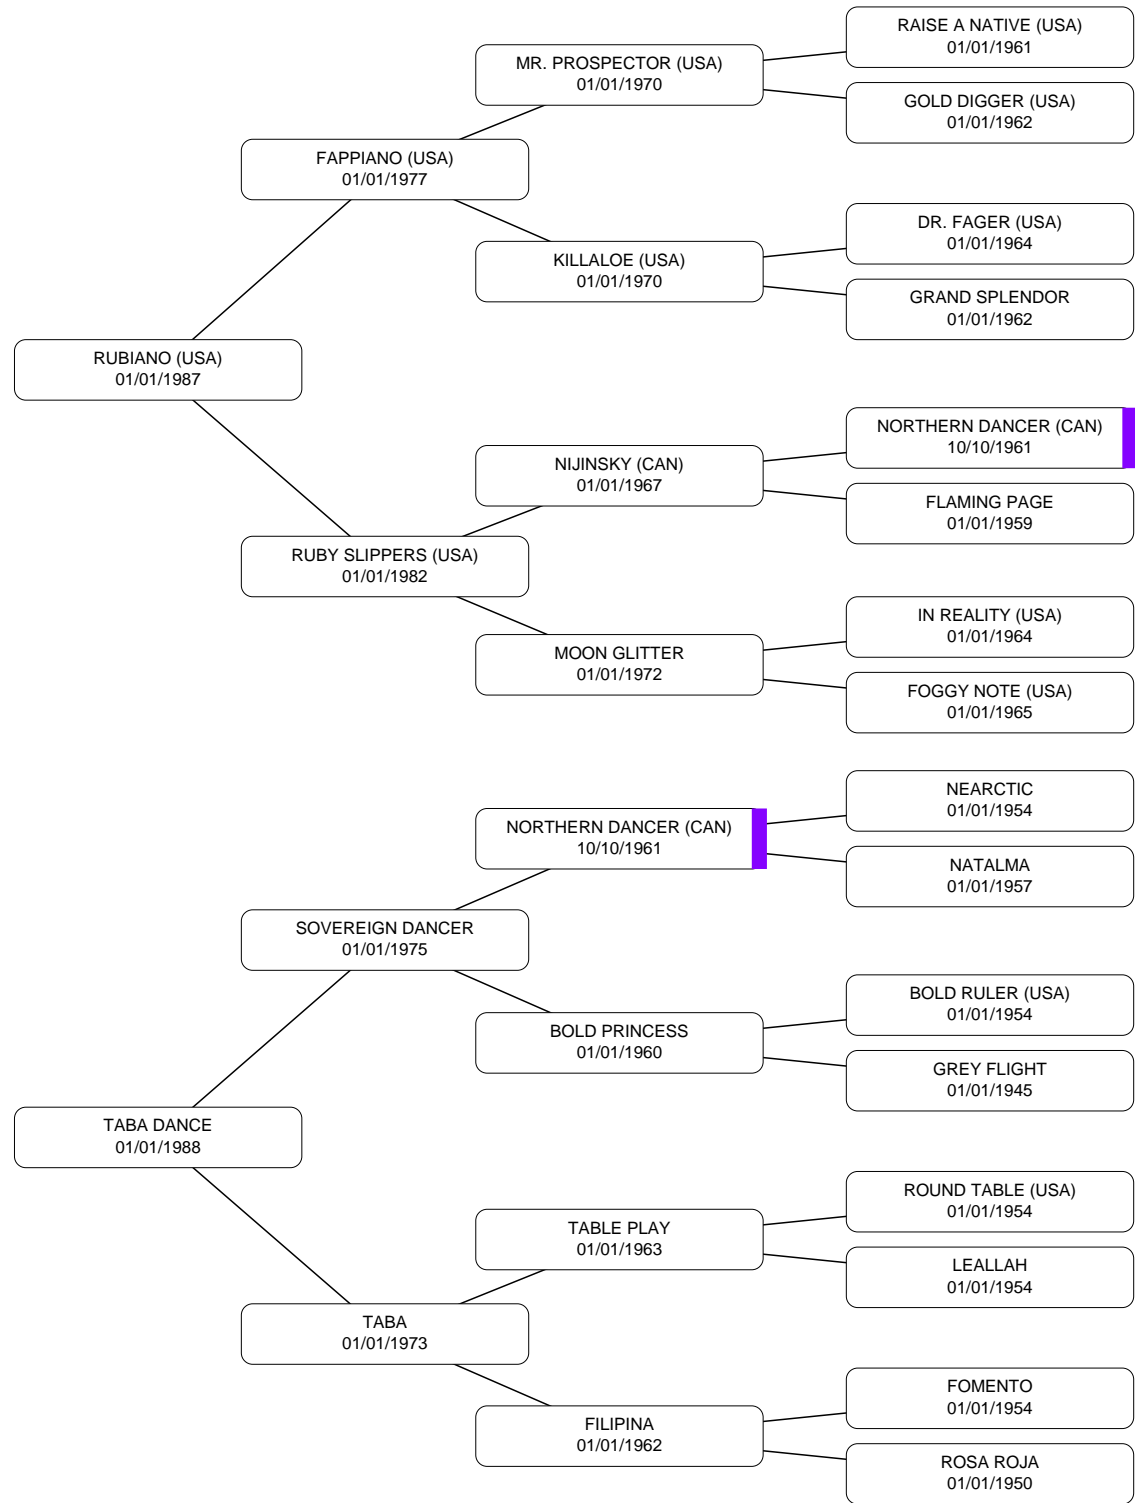 RAISE A NATIVE (USA)
01/01/1961
MR. PROSPECTOR (USA)
01/01/1970
GOLD DIGGER (USA)
01/01/1962
FAPPIANO (USA)
01/01/1977
DR. FAGER (USA)
01/01/1964
KILLALOE (USA)
01/01/1970
GRAND SPLENDOR
01/01/1962
RUBIANO (USA)
01/01/1987
NORTHERN DANCER (CAN)
10/10/1961
NIJINSKY (CAN)
01/01/1967
FLAMING PAGE
01/01/1959
RUBY SLIPPERS (USA)
01/01/1982
IN REALITY (USA)
01/01/1964
MOON GLITTER
01/01/1972
FOGGY NOTE (USA)
01/01/1965
NEARCTIC
01/01/1954
NORTHERN DANCER (CAN)
10/10/1961
NATALMA
01/01/1957
SOVEREIGN DANCER
01/01/1975
BOLD RULER (USA)
01/01/1954
BOLD PRINCESS
01/01/1960
GREY FLIGHT
01/01/1945
TABA DANCE
01/01/1988
ROUND TABLE (USA)
01/01/1954
TABLE PLAY
01/01/1963
LEALLAH
01/01/1954
TABA
01/01/1973
FOMENTO
01/01/1954
FILIPINA
01/01/1962
ROSA ROJA
01/01/1950